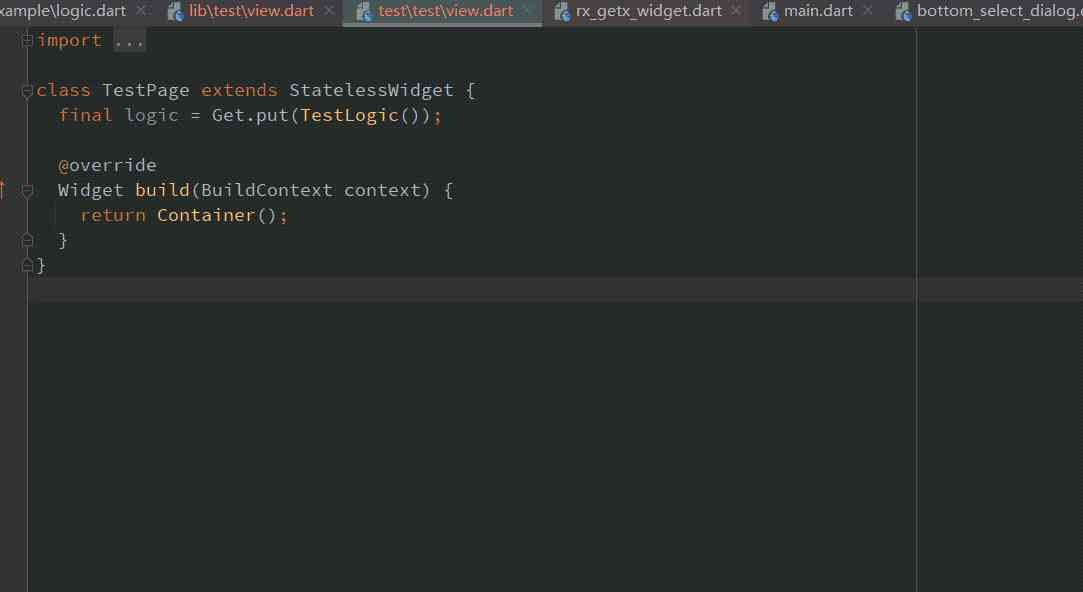 xample\logic.dart lib\test\view.dart test\test\view.dart rx_getx_widget.dart main.dart bottom_select_dialog.
import ...
class TestPage extends StatelessWidget {
final logic = Get.put(TestLogic());
@override
Widget build(BuildContext context) {
return Container();
}
}